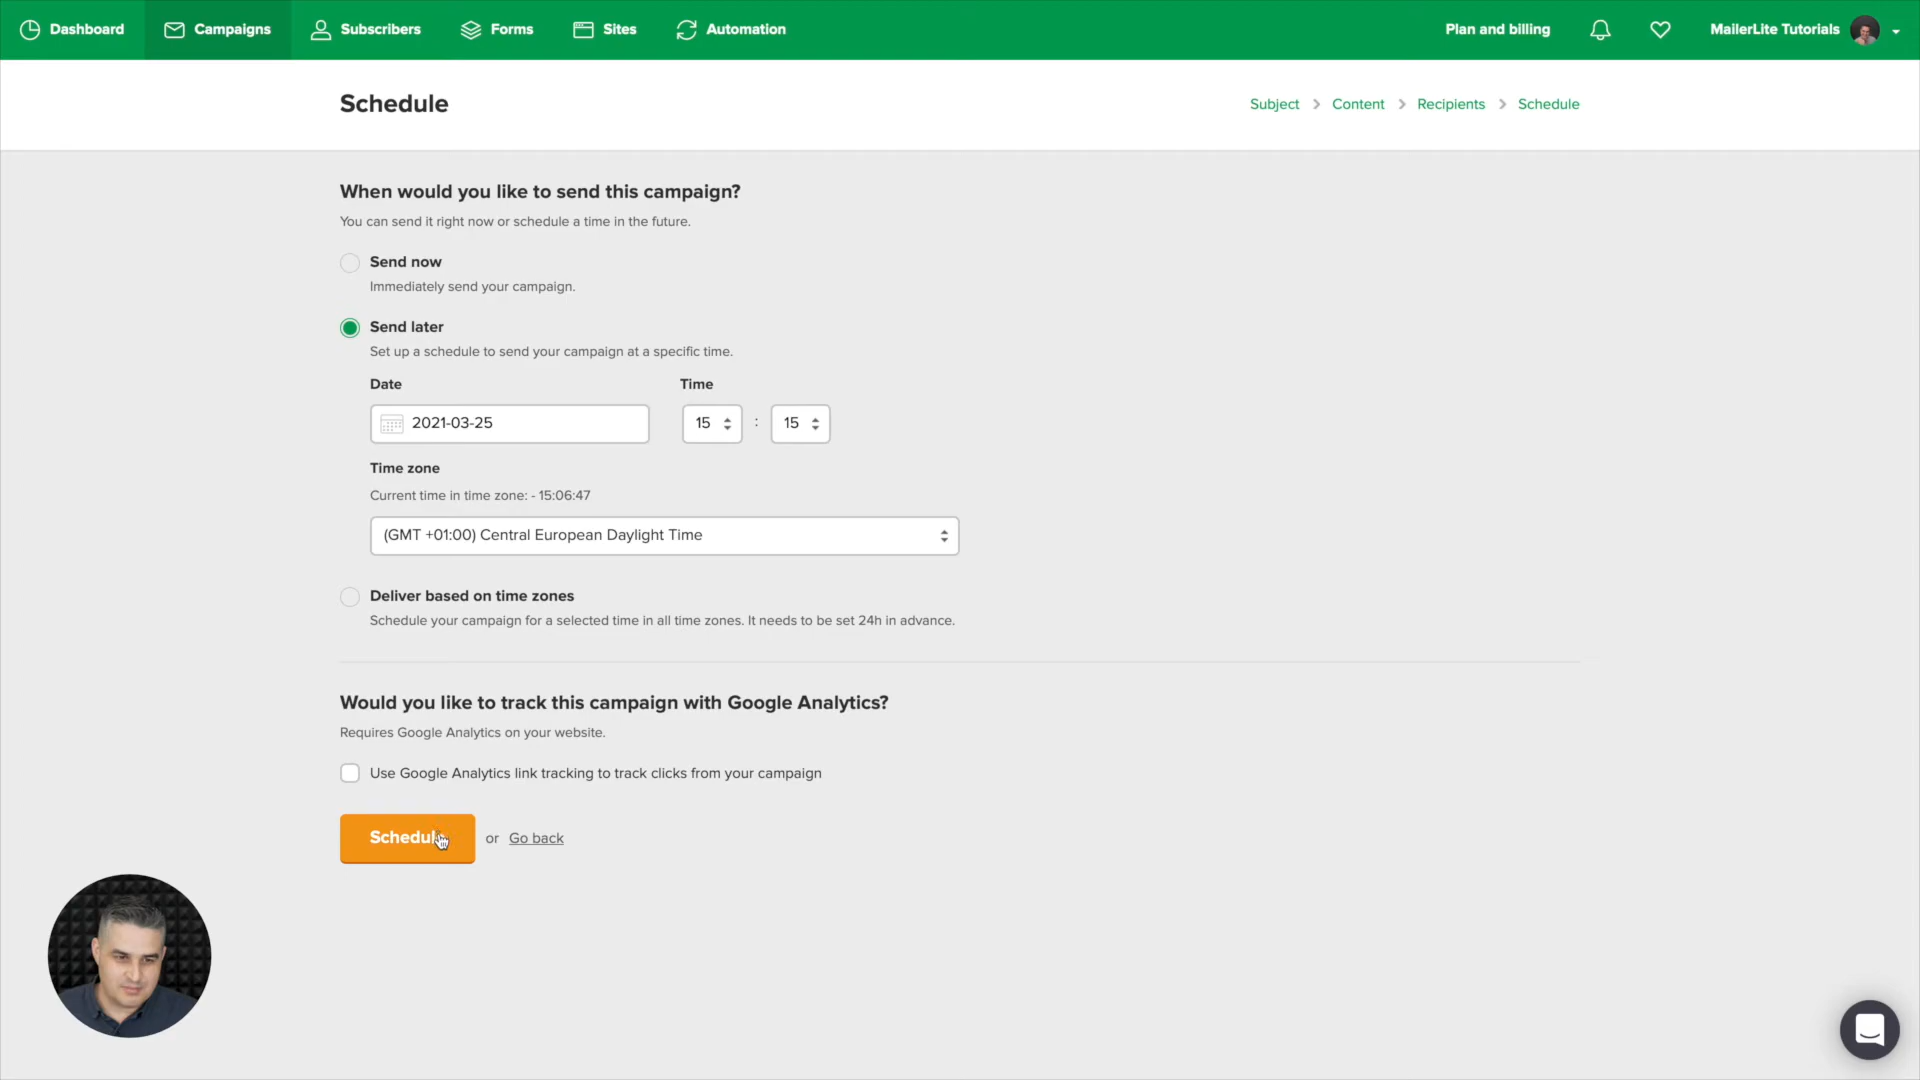 Dashboard
Campaigns
Subscribers
Forms
Sites
Automation
Plan and billing
MailerLite Tutorials
Schedule
Subject
Content
Recipients
Schedule
When would you like to send this campaign?
You can send it right now or schedule a time in the future.
Send now
Immediately send your campaign.
Send later
Set up a schedule to send your campaign at a specific time.
Date
Time
2021-03-25
15 : 15
Time zone
Current time in time zone: - 15:06:47
(GMT +01:00) Central European Daylight Time
Deliver based on time zones
Schedule your campaign for a selected time in all time zones. It needs to be set 24h in advance.
Would you like to track this campaign with Google Analytics?
Requires Google Analytics on your website.
Use Google Analytics link tracking to track clicks from your campaign
Schedule
or Go back